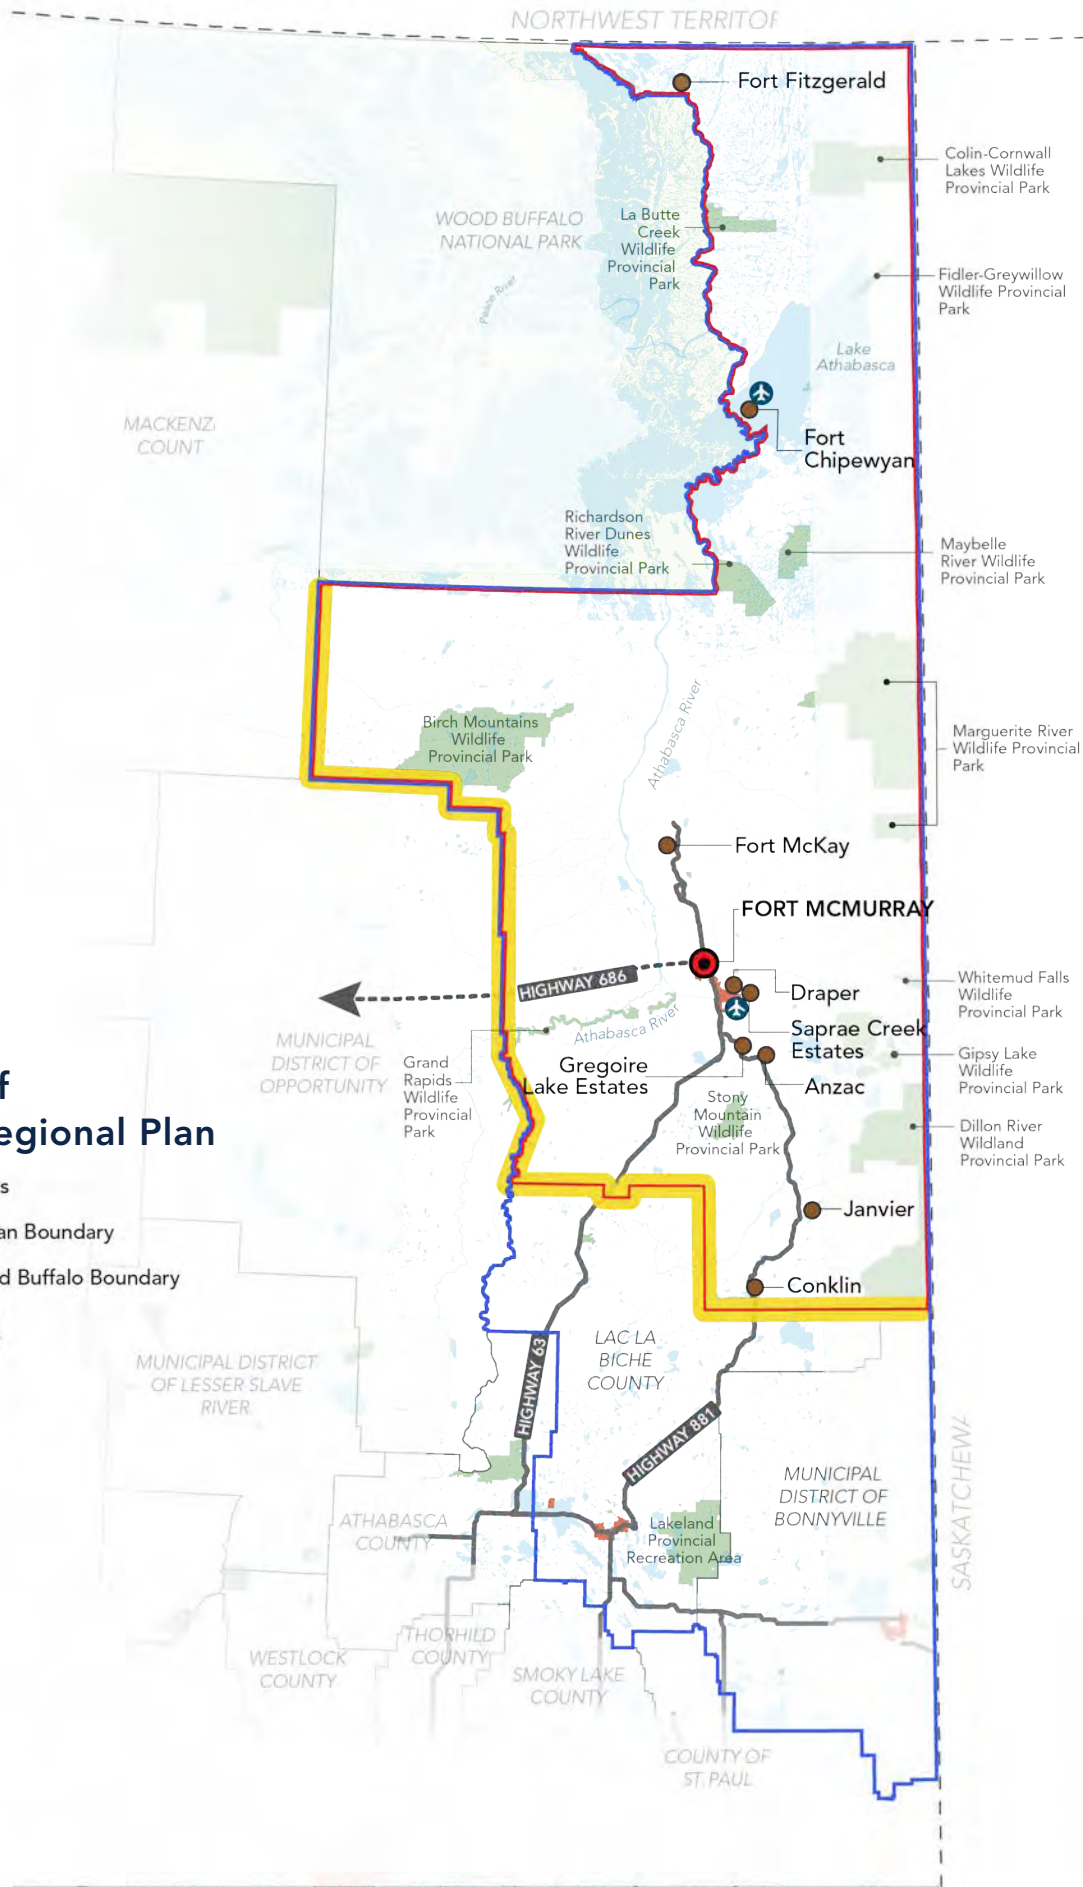 NORTHWEST TERRITOR
Fort Fitzgerald
Colin-Cornwall
Lakes Wildlife
Provincial Park
WOOD BUFFALO
NATIONAL PARK
La Butte
Creek
Wildlife
Provincial
Park
Peace River
Fidler-Greywillow
Wildlife Provincial
Park
Lake
Athabasca
MACKENZI
COUNT
Fort
Chipewyan
Richardson
River Dunes
Wildlife
Provincial Park
Maybelle
River Wildlife
Provincial Park
Athabasca River
Birch Mountains
Wildlife
Provincial Park
Marguerite River
Wildlife Provincial
Park
Fort McKay
FORT MCMURRAY
HIGHWAY 686
Draper
Whitemud Falls
Wildlife
Provincial Park
Athabasca River
Saprae Creek
Estates
MUNICIPAL
DISTRICT OF
OPPORTUNITY
Grand
Rapids
Wildlife
Provincial
Park
Gregoire
Lake Estates
Anzac
Gipsy Lake
Wildlife
Provincial Park
Stony
Mountain
Wildlife
Provincial Park
Dillon River
Wildland
Provincial Park
f
egional Plan
s
an Boundary
d Buffalo Boundary
Janvier
Conklin
LAC LA
BICHE
COUNTY
HIGHWAY 63
MUNICIPAL DISTRICT
OF LESSER SLAVE
RIVER
HIGHWAY 881
SASKATCHEWA
MUNICIPAL
DISTRICT OF
BONNYVILLE
ATHABASCA
COUNTY
Lakeland
Provincial
Recreation Area
THORHILD
COUNTY
WESTLOCK
COUNTY
SMOKY LAKE
COUNTY
COUNTY OF
ST. PAUL